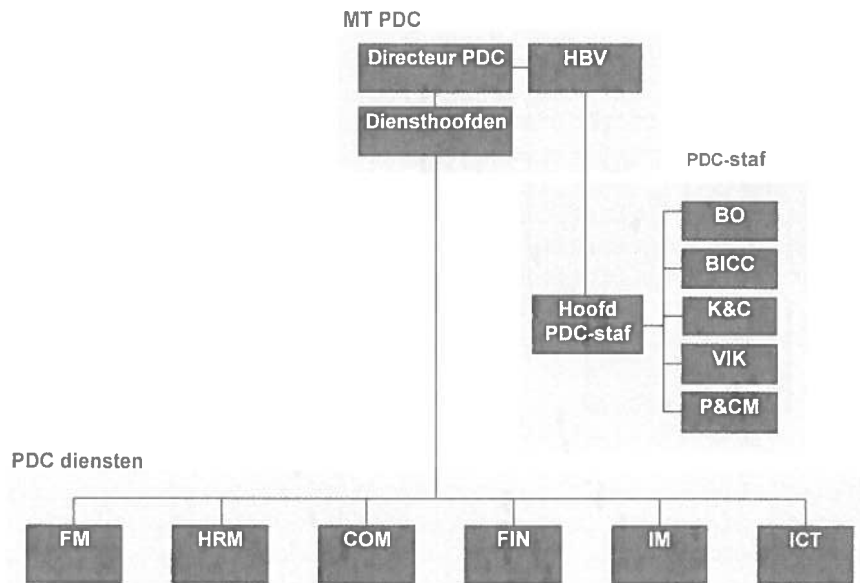 MT PDC
Directeur PDC
HBV
Diensthoofden
PDC-staf
BO
BICC
K&C
VIK
P&CM
Hoofd
PDC-staf
PDC diensten
FM
HRM
COM
FIN
IM
ICT